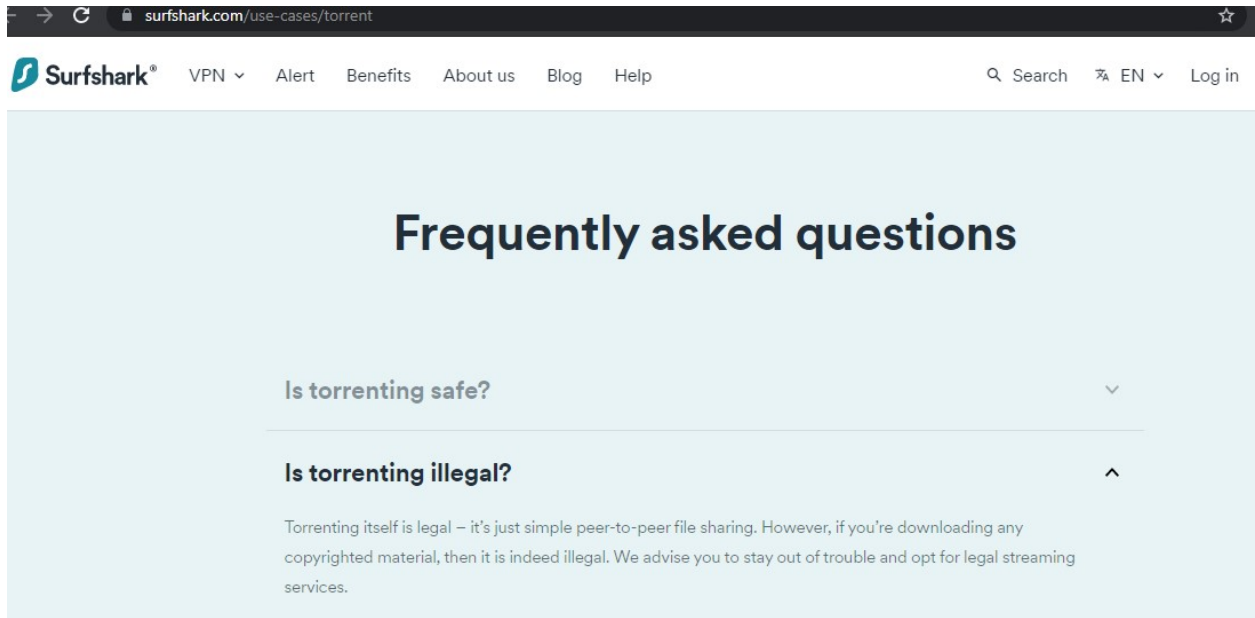 surfshark.com/use-cases/torrent
Surfshark® VPN Alert Benefits About us Blog Help Search EN Log in
Frequently asked questions
Is torrenting safe?
Is torrenting illegal?
Torrenting itself is legal – it's just simple peer-to-peer file sharing. However, if you're downloading any
copyrighted material, then it is indeed illegal. We advise you to stay out of trouble and opt for legal streaming
services.